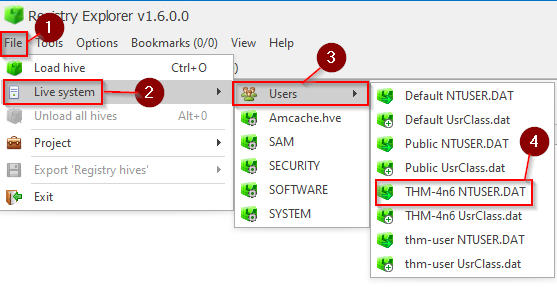 Registry Explorer v1.6.0.0
1
File Tools Options Bookmarks (0/0) View Help
Load hive Ctrl+O
Live system
2
Unload all hives Alt+0
Project
Export 'Registry hives'
Exit
3
Users
Amcache.hve
SAM
SECURITY
SOFTWARE
SYSTEM
Default NTUSER.DAT
Default UsrClass.dat
Public NTUSER.DAT
Public UsrClass.dat
4
THM-4n6 NTUSER.DAT
THM-4n6 UsrClass.dat
thm-user NTUSER.DAT
thm-user UsrClass.dat